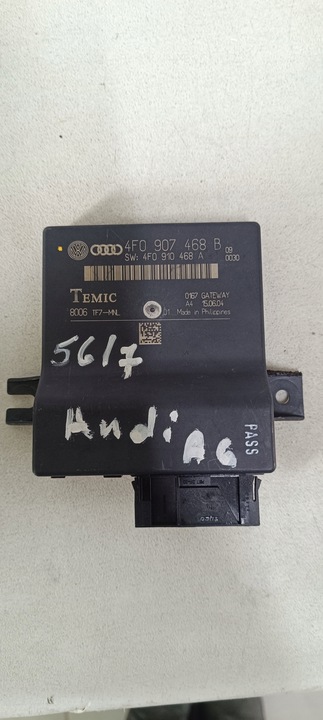 4F0 907 468 B
SW: 4F0 910 468 A
09
0030
TEMIC
8006 1F7-MNL
01
0167 GATEWAY
A4 15.06.04
Made in Philippines
5617
Audi A6
PASS